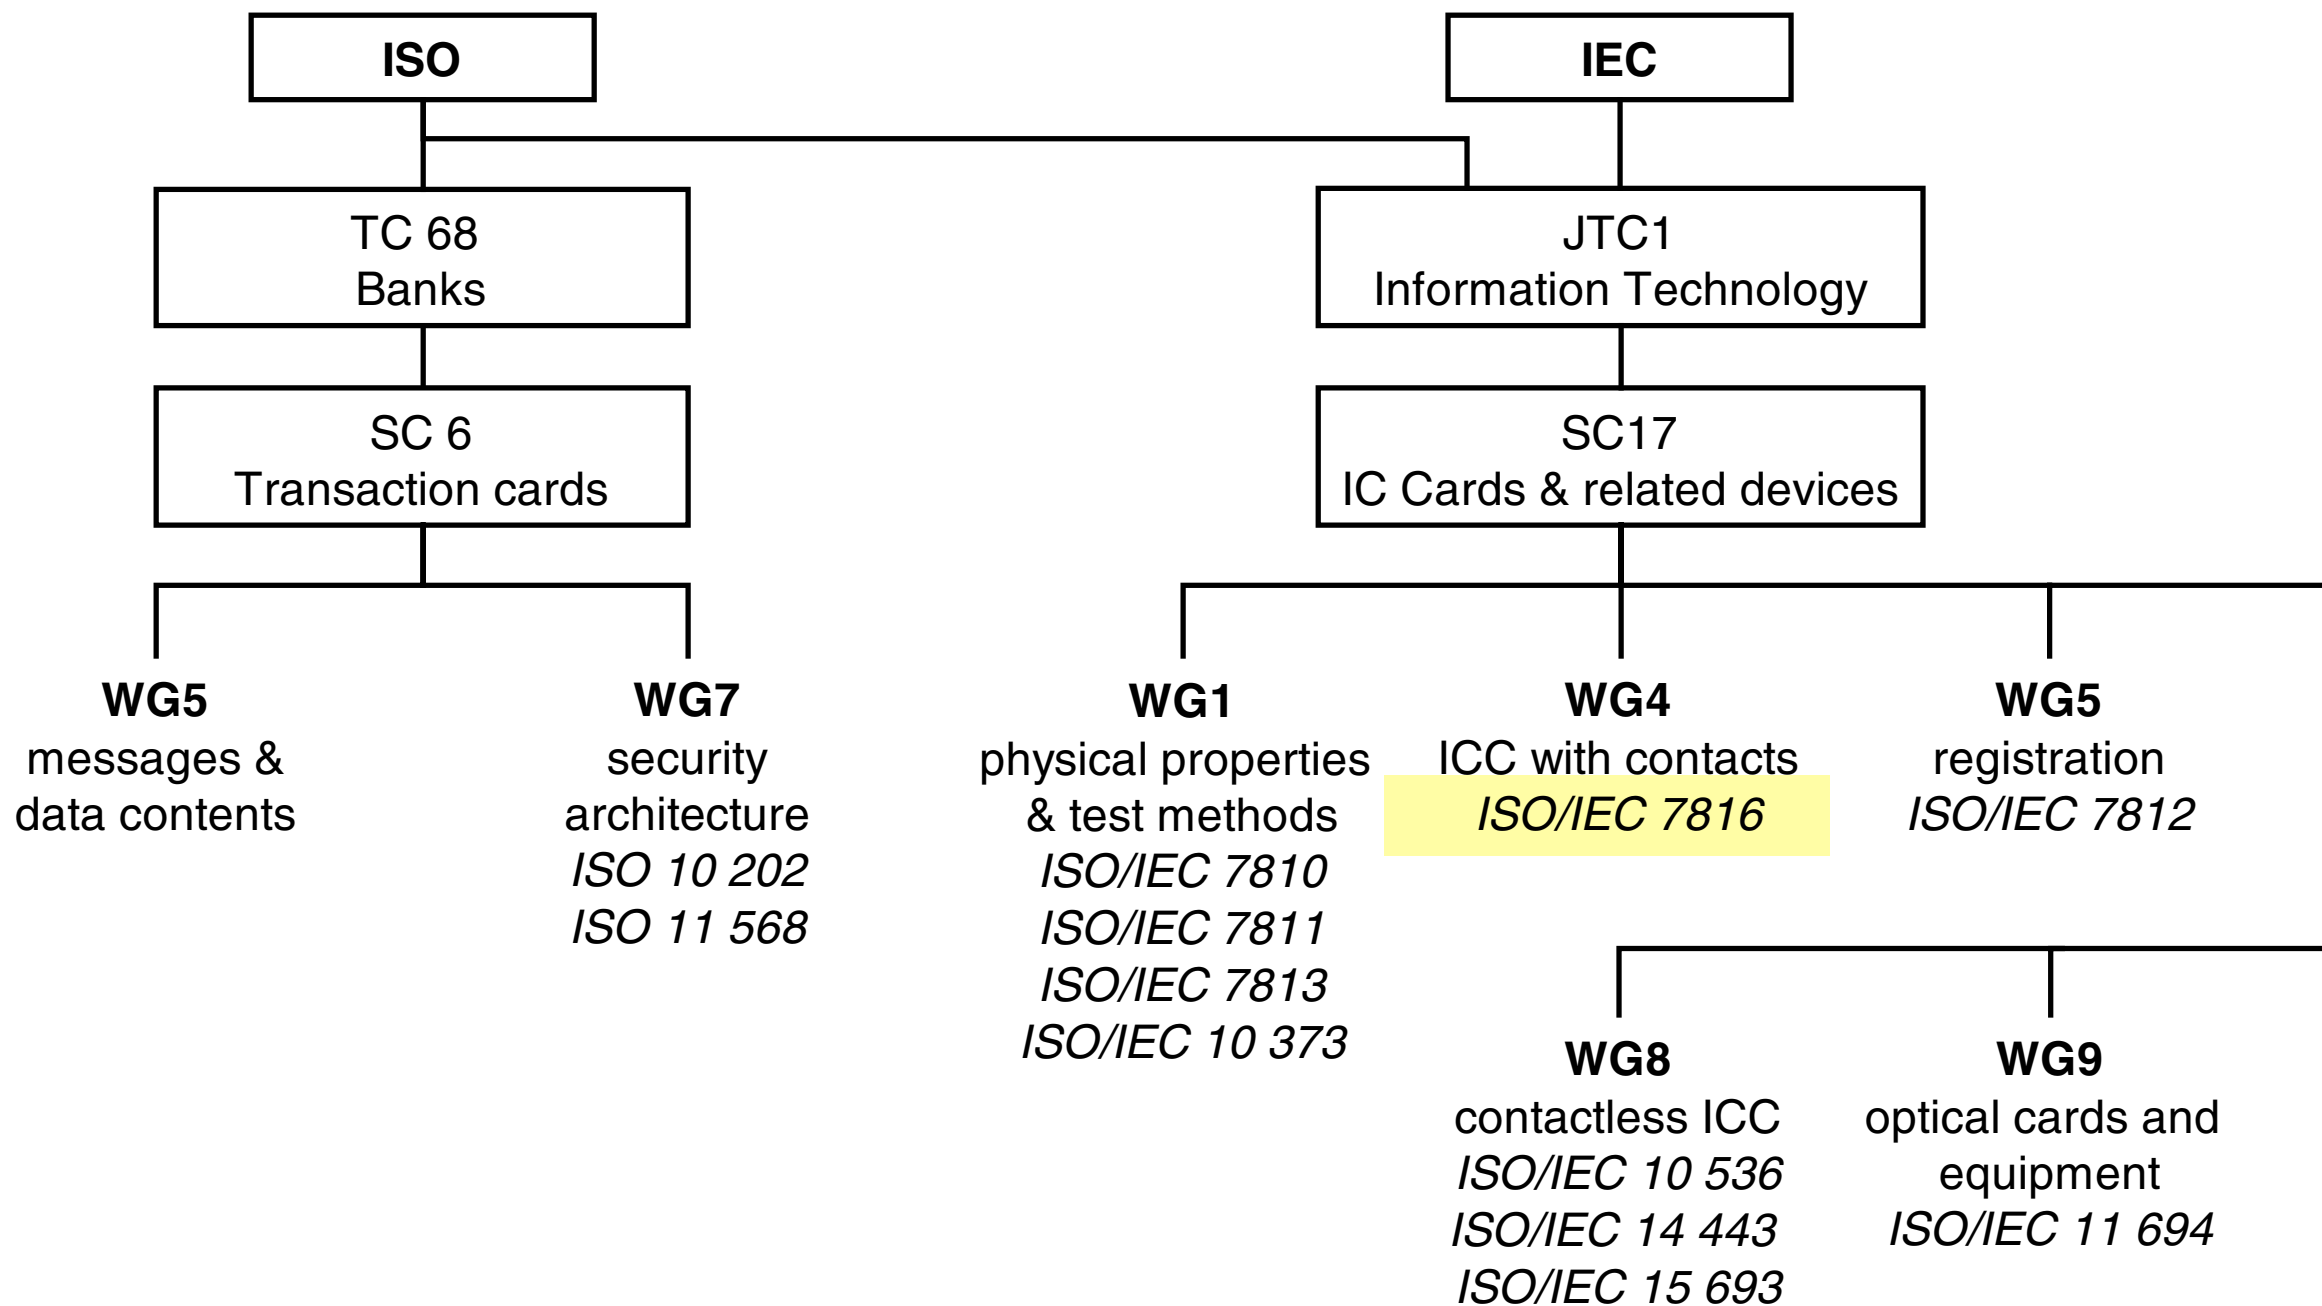 ISO
IEC
TC 68
Banks
JTC1
Information Technology
SC 6
Transaction cards
SC17
IC Cards & related devices
WG5
messages &
data contents
WG7
security
architecture
ISO 10 202
ISO 11 568
WG1
physical properties
& test methods
ISO/IEC 7810
ISO/IEC 7811
ISO/IEC 7813
ISO/IEC 10 373
WG4
ICC with contacts
ISO/IEC 7816
WG5
registration
ISO/IEC 7812
WG8
contactless ICC
ISO/IEC 10 536
ISO/IEC 14 443
ISO/IEC 15 693
WG9
optical cards and
equipment
ISO/IEC 11 694